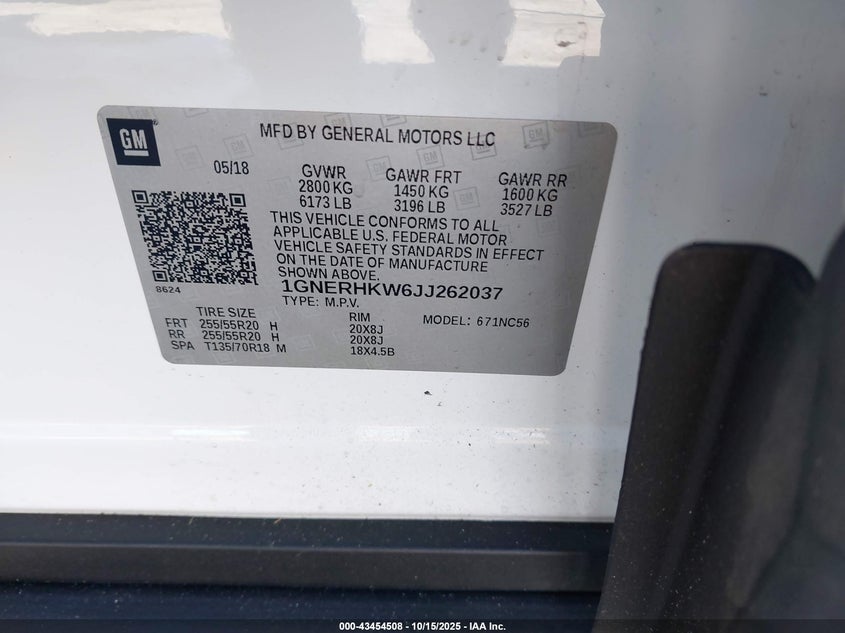 GM
MFD BY GENERAL MOTORS LLC
GM
05/18
GVWR
GAWR FRT
GAWR RR
2800 KG
1450 KG
1600 KG
6173 LB
3196 LB
3527 LB
THIS VEHICLE CONFORMS TO ALL
APPLICABLE U.S. FEDERAL MOTOR
VEHICLE SAFETY STANDARDS IN EFFECT
ON THE DATE OF MANUFACTURE
SHOWN ABOVE.
8624
1GNERHKW6JJ262037
TYPE: M.P.V.
TIRE SIZE
RIM
MODEL: 671NC56
FRT 255/55R20 H 20X8J
RR 255/55R20 H 20X8J
SPA T135/70R18 M 18X4.5B
000-43454508 - 10/15/2025 - IAA Inc.